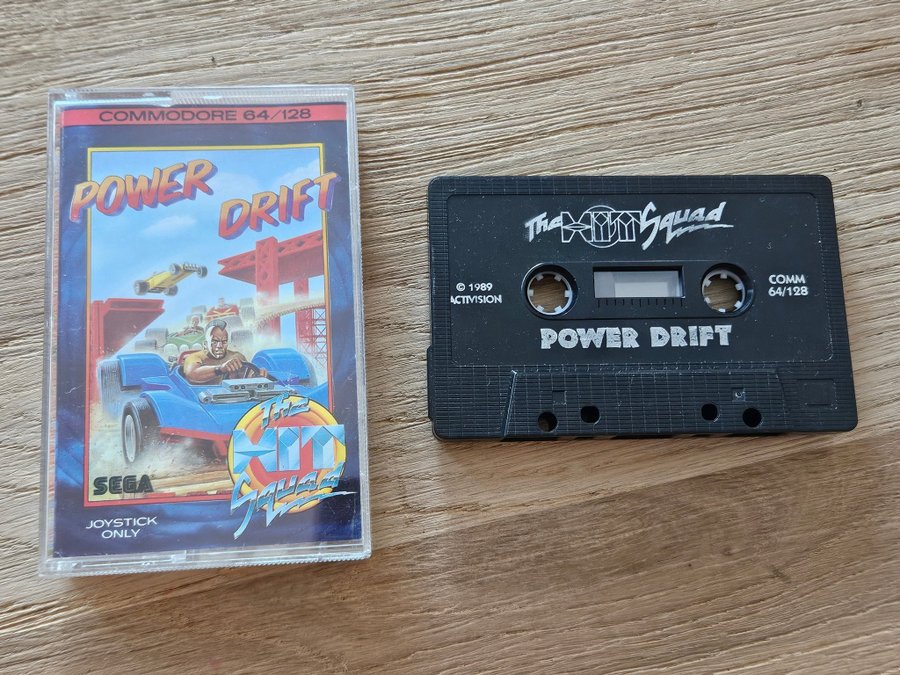 COMMODORE 64/128
POWER
DRIFT
The
HIT
Squad
SEGA
JOYSTICK
ONLY
The HIT Squad
© 1989
ACTIVISION
COMM
64/128
POWER DRIFT